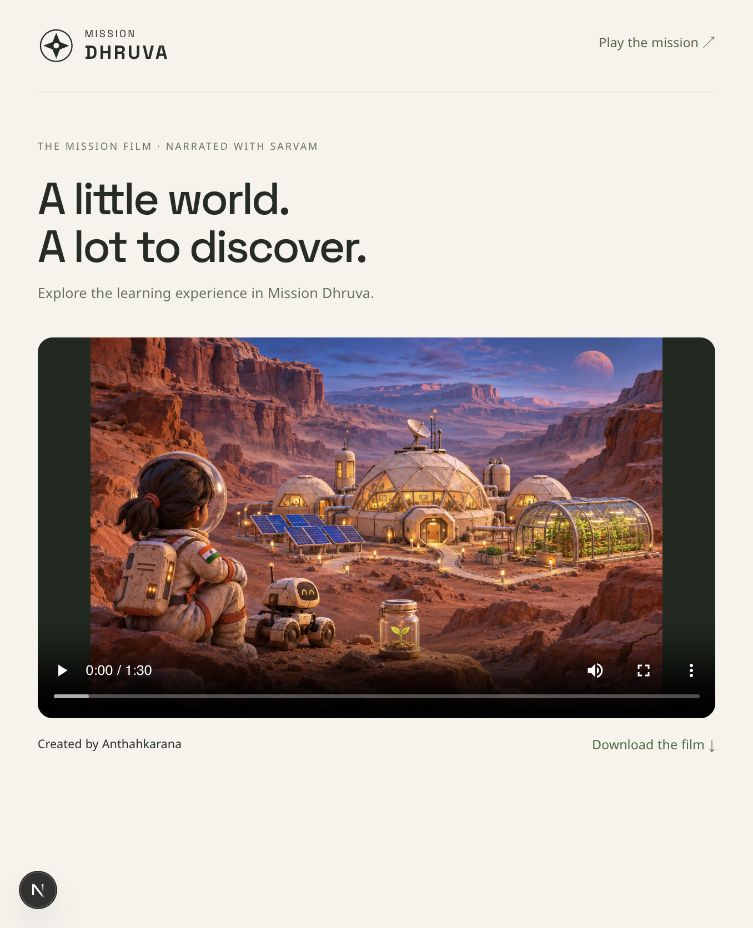 MISSION
DHRUVA
Play the mission ↗
THE MISSION FILM · NARRATED WITH SARVAM
A little world.
A lot to discover.
Explore the learning experience in Mission Dhruva.
0:00 / 1:30
Created by Anthahkarana
Download the film ↓
N